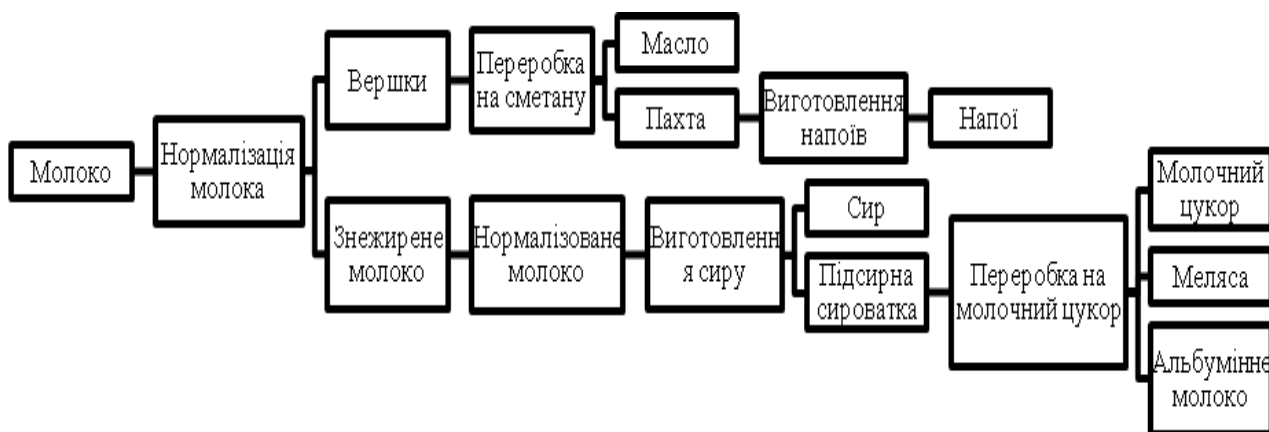 Молоко
Нормалізація
молока
Вершки
Переробка
на сметану
Масло
Пахта
Виготовлення
напоїв
Напої
Знежирене
молоко
Нормалізоване
молоко
Виготовленн
я сиру
Сир
Підсирна
сироватка
Переробка на
молочний цукор
Молочний
цукор
Меляса
Альбумінне
молоко